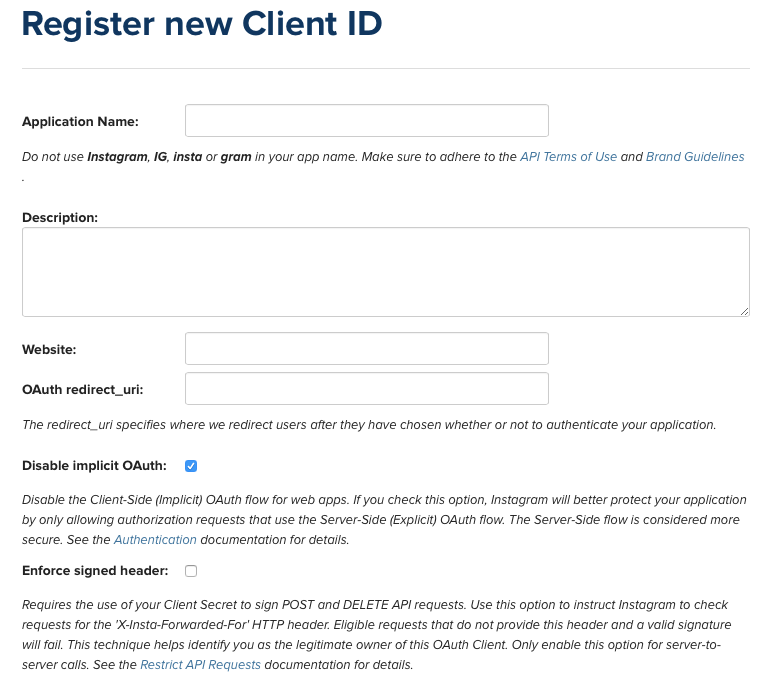 Register new Client ID
Application Name:
Do not use Instagram, IG, insta or gram in your app name. Make sure to adhere to the API Terms of Use and Brand Guidelines
.
Description:
Website:
OAuth redirect_uri:
The redirect_uri specifies where we redirect users after they have chosen whether or not to authenticate your application.
Disable implicit OAuth:
Disable the Client-Side (Implicit) OAuth flow for web apps. If you check this option, Instagram will better protect your application
by only allowing authorization requests that use the Server-Side (Explicit) OAuth flow. The Server-Side flow is considered more
secure. See the Authentication documentation for details.
Enforce signed header:
Requires the use of your Client Secret to sign POST and DELETE API requests. Use this option to instruct Instagram to check
requests for the 'X-Insta-Forwarded-For' HTTP header. Eligible requests that do not provide this header and a valid signature
will fail. This technique helps identify you as the legitimate owner of this OAuth Client. Only enable this option for server-to-
server calls. See the Restrict API Requests documentation for details.